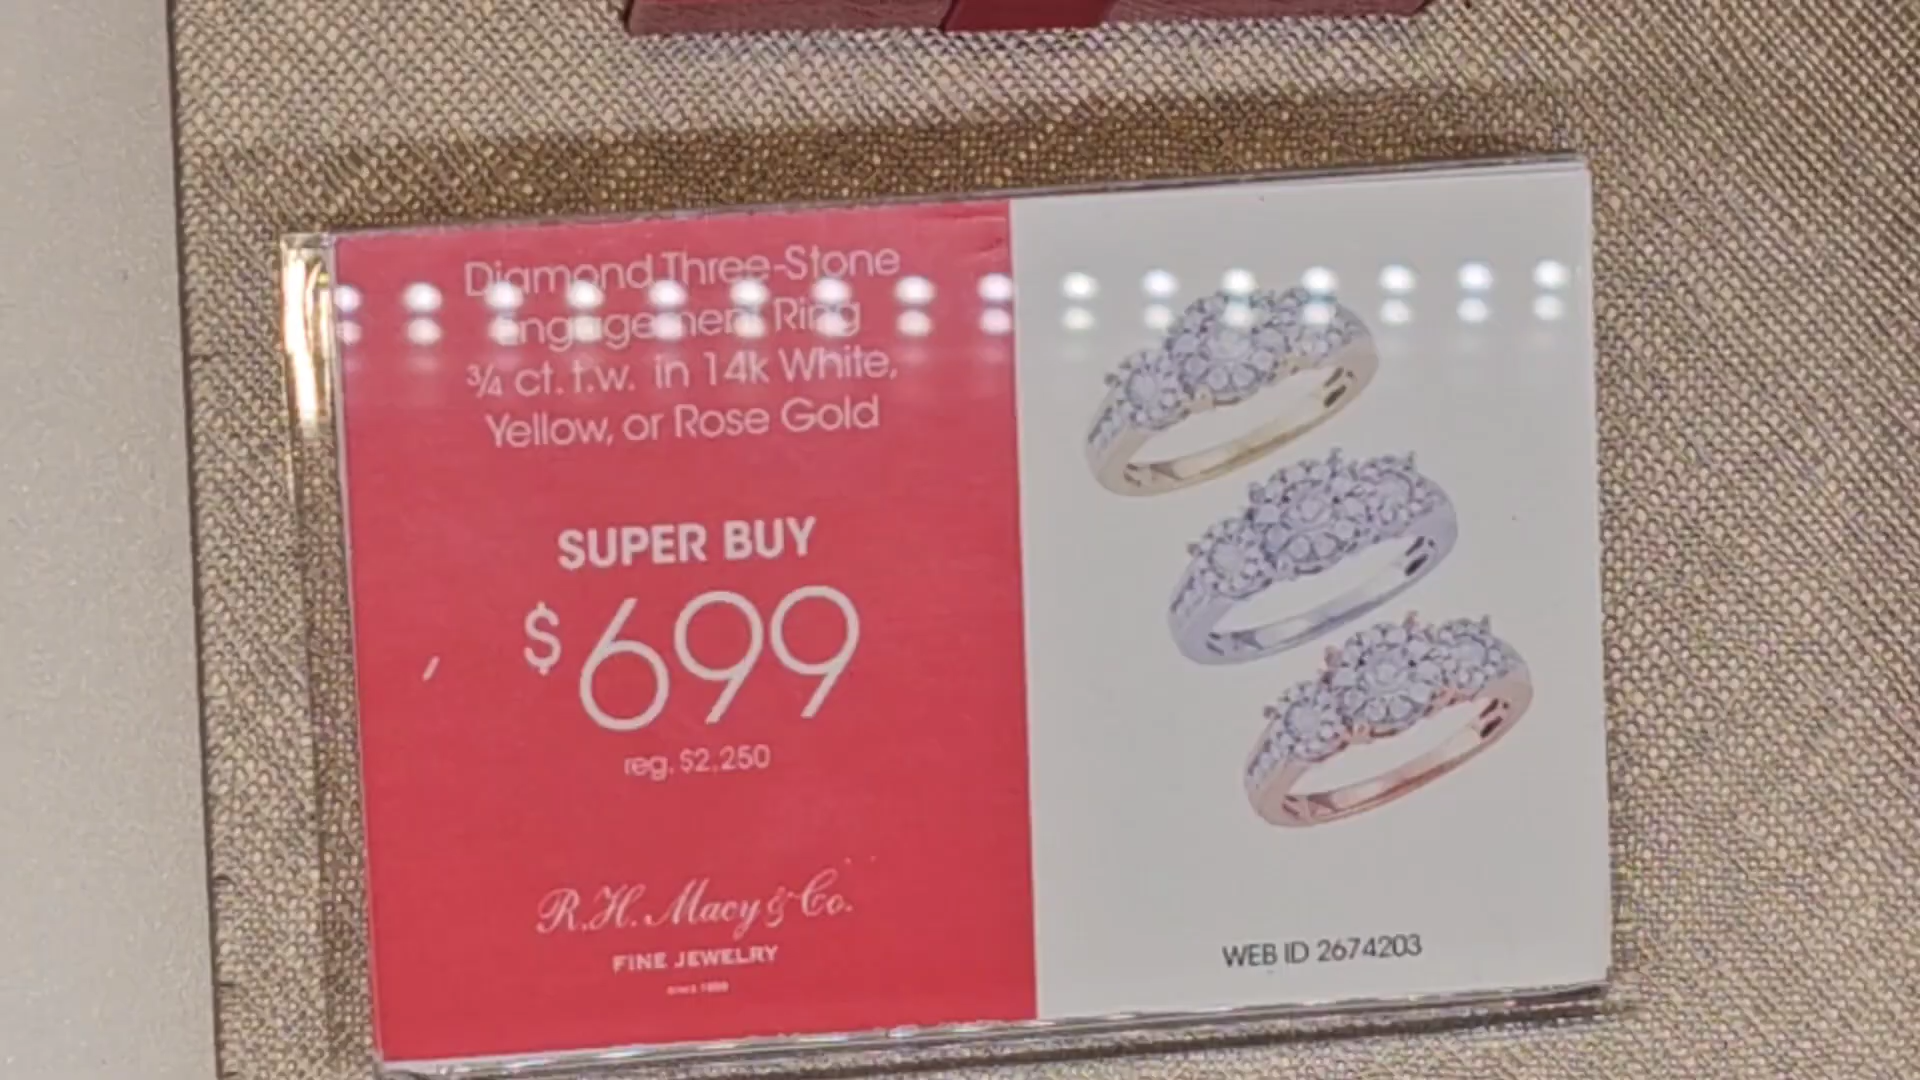 Diamond Three-Stone
Engagement Ring
¾ ct. t.w. in 14k White,
Yellow, or Rose Gold
SUPER BUY
$699
reg. $2,250
R.H. Macy & Co.
FINE JEWELRY
WEB ID 2674203